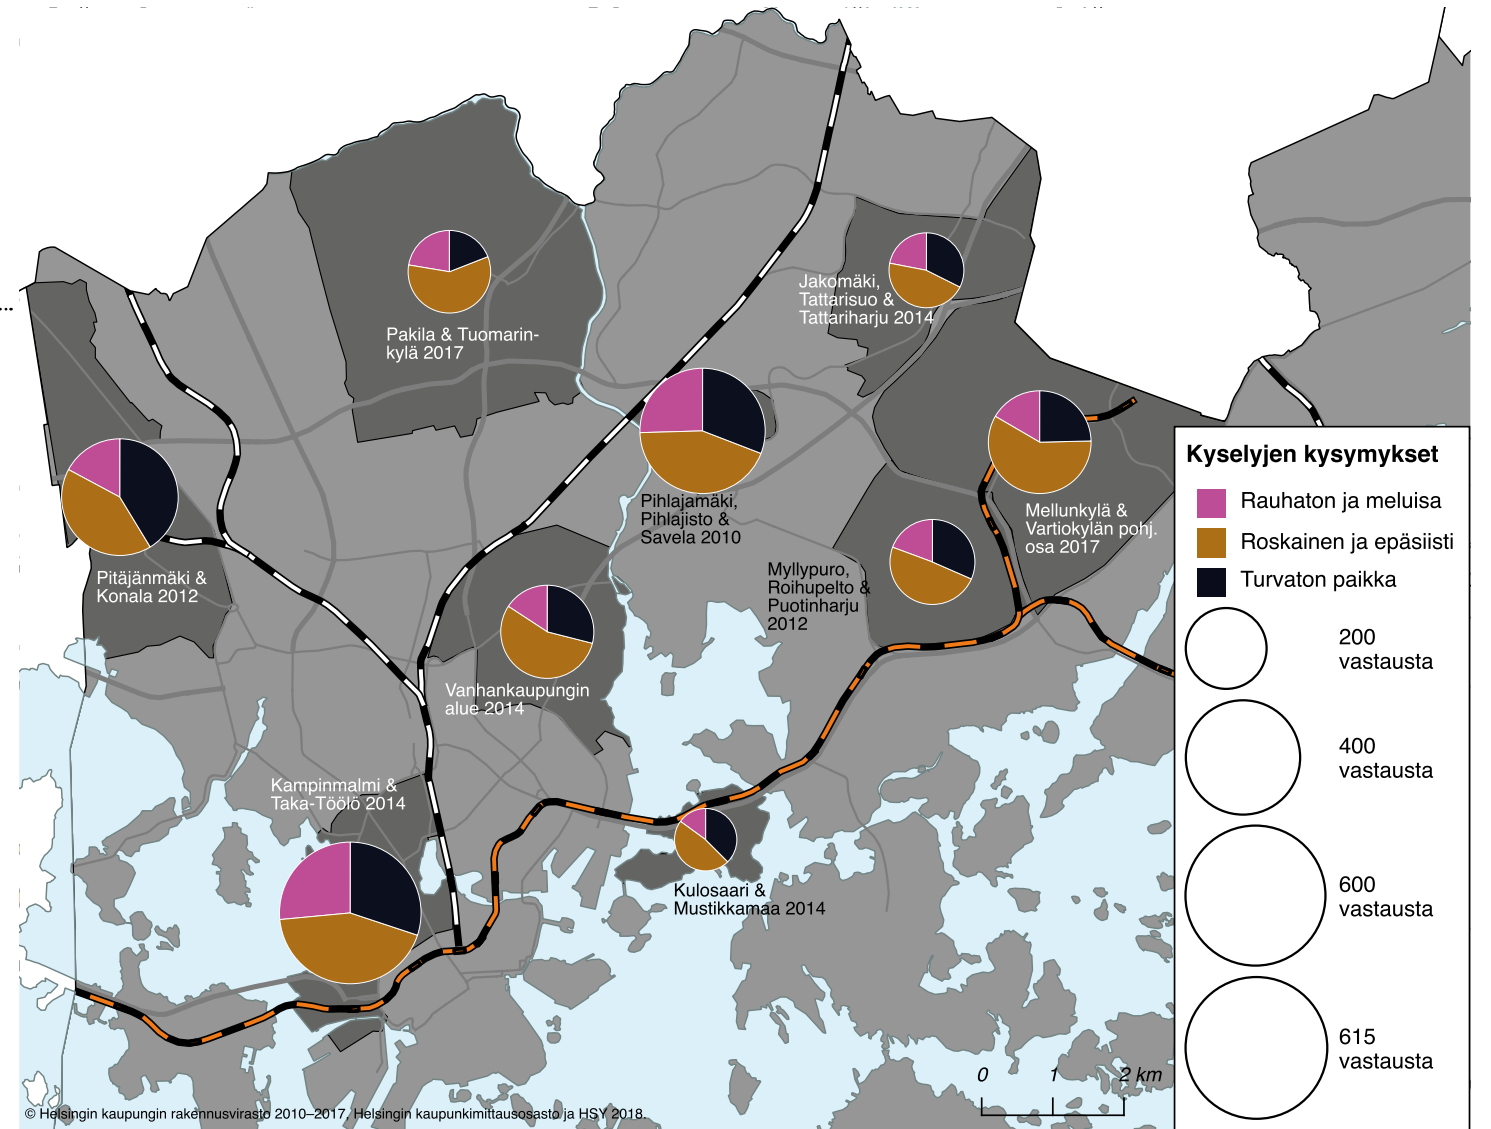 Pakila & Tuomarin-
kylä 2017
Jakomäki,
Tattarisuo &
Tattariharju 2014
Pihlajamäki,
Pihlajisto &
Savela 2010
Mellunkylä &
Vartiokylän pohj.
osa 2017
Pitäjänmäki &
Konala 2012
Myllypuro,
Roihupelto &
Puotinharju
2012
Vanhankaupungin
alue 2014
Kampinmalmi &
Taka-Töölö 2014
Kulosaari &
Mustikkamaa 2014
Kyselyjen kysymykset
Rauhaton ja meluisa
Roskainen ja epäsiisti
Turvaton paikka
200
vastausta
400
vastausta
600
vastausta
615
vastausta
0 1 2 km
© Helsingin kaupungin rakennusvirasto 2010–2017, Helsingin kaupunkimittausosasto ja HSY 2018.